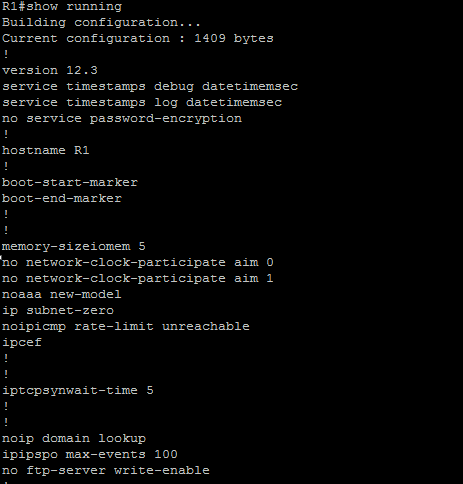 R1#show running
Building configuration...
Current configuration : 1409 bytes
!
version 12.3
service timestamps debug datetimemsec
service timestamps log datetimemsec
no service password-encryption
!
hostname R1
!
boot-start-marker
boot-end-marker
!
!
memory-sizeiomem 5
no network-clock-participate aim 0
no network-clock-participate aim 1
noaaa new-model
ip subnet-zero
noipicmp rate-limit unreachable
ipcef
!
!
iptcpsynwait-time 5
!
!
noip domain lookup
ipipspo max-events 100
no ftp-server write-enable
!